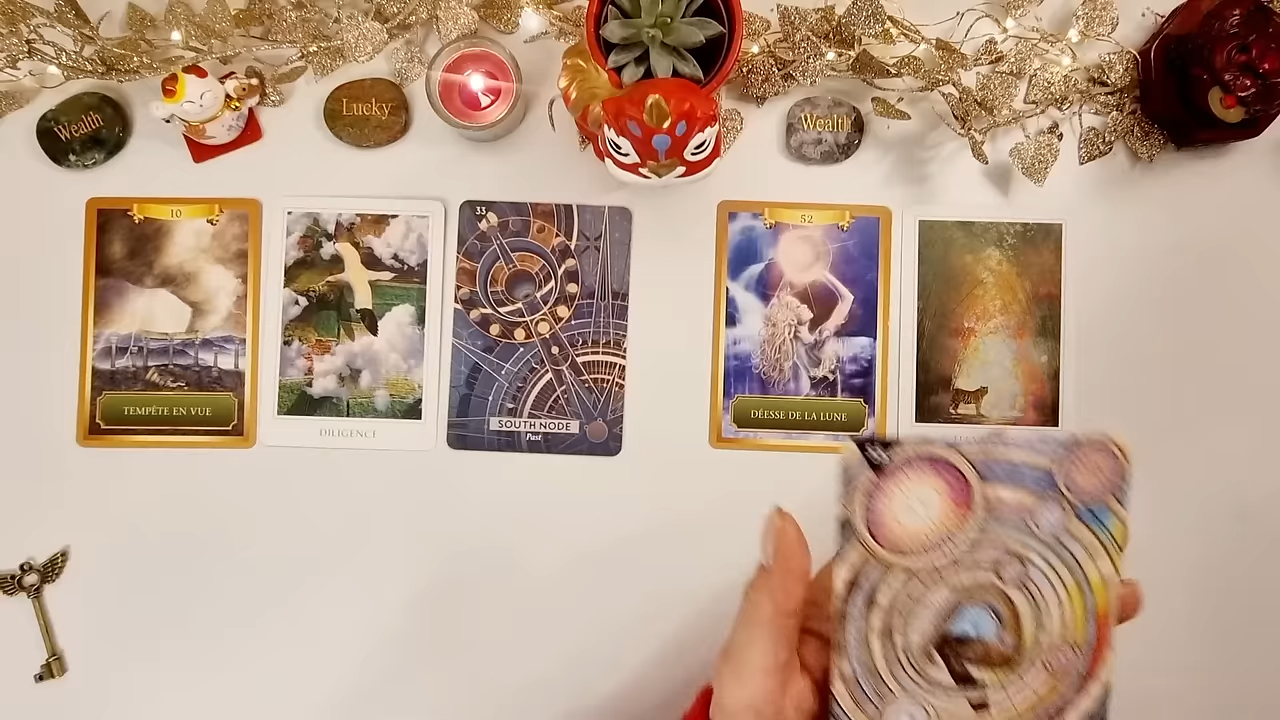 Wealth
Lucky
Wealth
10
TEMPÊTE EN VUE
DILIGENCE
33
SOUTH NODE
Past
52
DÉESSE DE LA LUNE